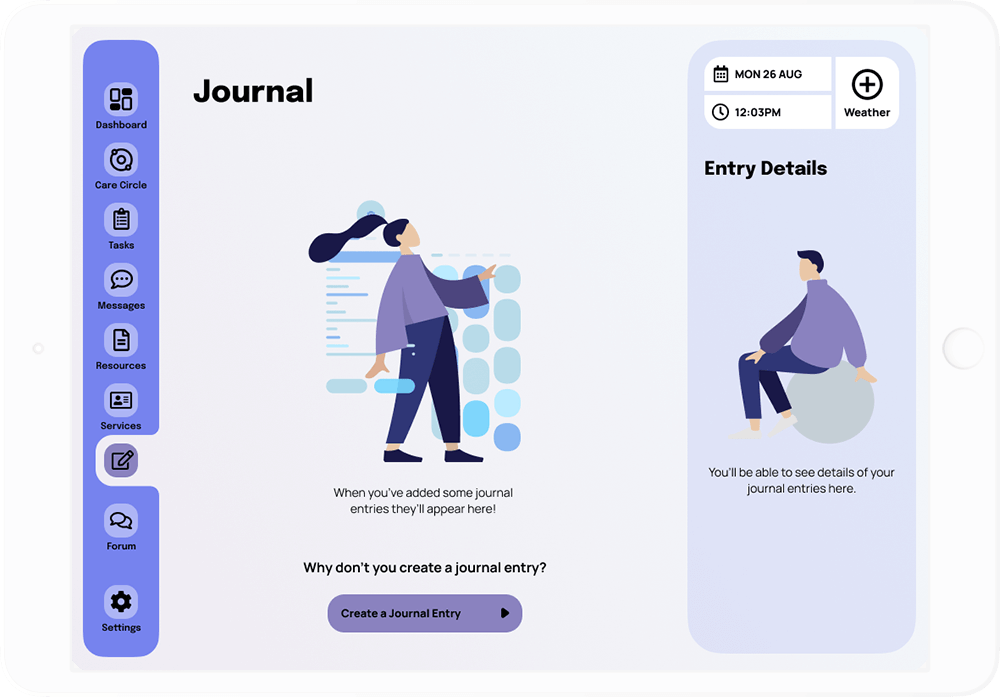 Dashboard
Care Circle
Tasks
Messages
Resources
Services
Forum
Settings
Journal
When you've added some journal
entries they'll appear here!
Why don't you create a journal entry?
Create a Journal Entry
MON 26 AUG
12:03PM
Weather
Entry Details
You'll be able to see details of your
journal entries here.